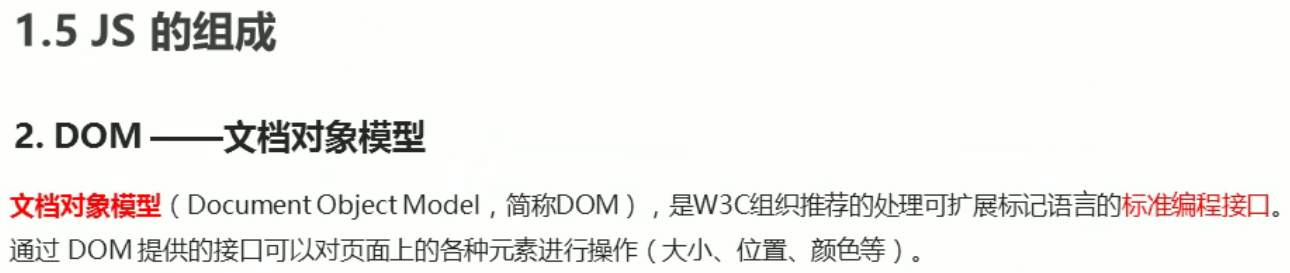 1.5 JS 的组成
2. DOM ——文档对象模型
文档对象模型（Document Object Model，简称DOM），是W3C组织推荐的处理可扩展标记语言的标准编程接口。
通过 DOM 提供的接口可以对页面上的各种元素进行操作（大小、位置、颜色等）。